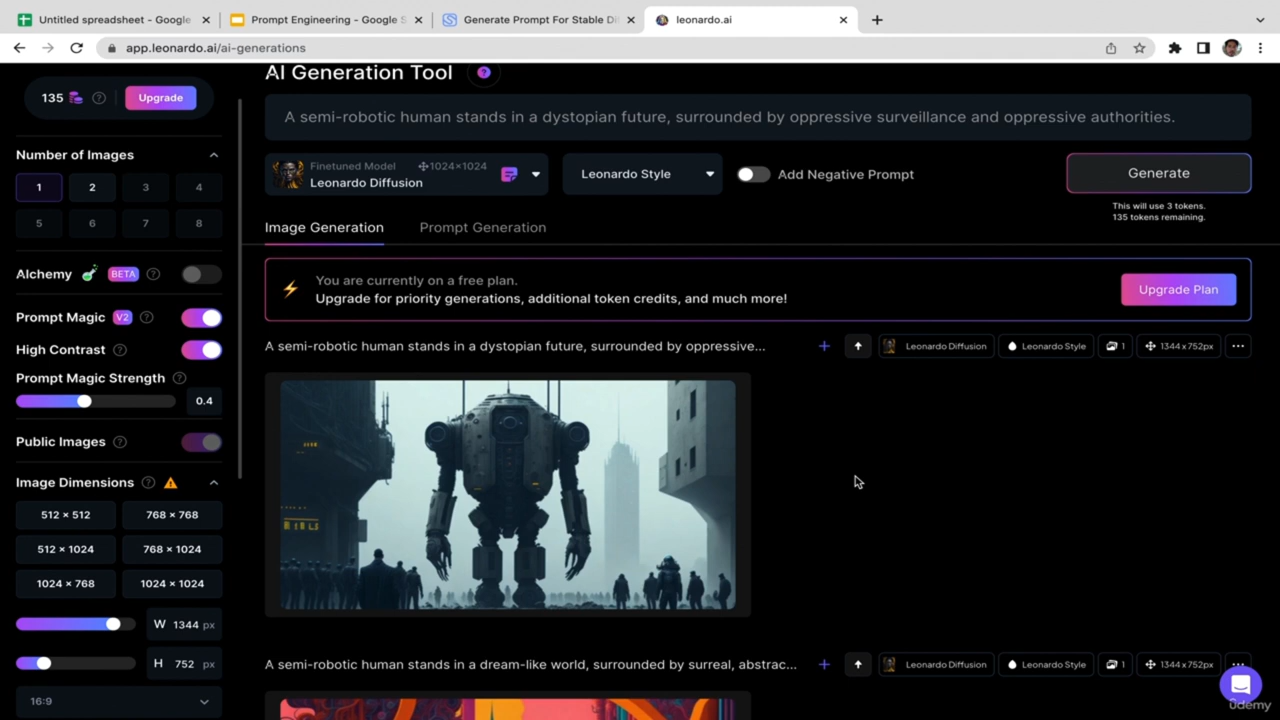 Untitled spreadsheet - Google
Prompt Engineering - Google S
Generate Prompt For Stable Di
leonardo.ai
app.leonardo.ai/ai-generations
135
Upgrade
AI Generation Tool
A semi-robotic human stands in a dystopian future, surrounded by oppressive surveillance and oppressive authorities.
Number of Images
1 2 3 4
5 6 7 8
Finetuned Model 1024×1024
Leonardo Diffusion
Leonardo Style
Add Negative Prompt
Generate
This will use 3 tokens.
135 tokens remaining.
Image Generation
Prompt Generation
Alchemy BETA
Prompt Magic V2
High Contrast
Prompt Magic Strength
0.4
Public Images
Image Dimensions
512 × 512 768 × 768
512 × 1024 768 × 1024
1024 × 768 1024 × 1024
W 1344 px
H 752 px
16:9
You are currently on a free plan.
Upgrade for priority generations, additional token credits, and much more!
Upgrade Plan
A semi-robotic human stands in a dystopian future, surrounded by oppressive...
Leonardo Diffusion Leonardo Style 1 1344x752px
A semi-robotic human stands in a dream-like world, surrounded by surreal, abstrac...
Leonardo Diffusion Leonardo Style 1 1344x752px
ûdemy